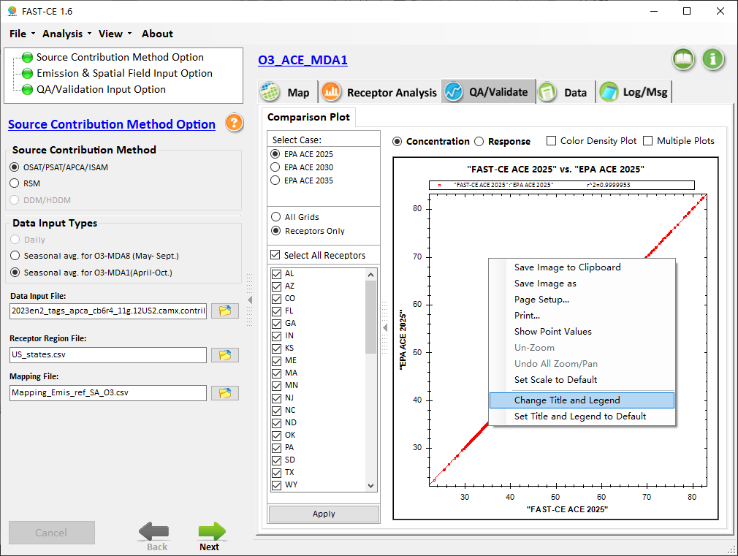 FAST-CE 1.6
File Analysis View About
Source Contribution Method Option
Emission & Spatial Field Input Option
QA/Validation Input Option
Source Contribution Method Option
Source Contribution Method
OSAT/PSAT/APCA/ISAM
RSM
DDM/HDDM
Data Input Types
Daily
Seasonal avg. for O3-MDA8 (May- Sept.)
Seasonal avg. for O3-MDA1(April-Oct.)
Data Input File:
2023en2_tags_apca_cb6r4_11g.12US2.camx.contril
Receptor Region File:
US_states.csv
Mapping File:
Mapping_Emis_ref_SA_O3.csv
Cancel
Back
Next
O3_ACE_MDA1
Map
Receptor Analysis
QA/Validate
Data
Log/Msg
Comparison Plot
Select Case:
EPA ACE 2025
EPA ACE 2030
EPA ACE 2035
All Grids
Receptors Only
Select All Receptors
AL
AZ
CO
FL
GA
IN
KS
ME
MA
MN
NJ
NC
ND
OK
PA
SD
TX
WY
Apply
Concentration Response Color Density Plot Multiple Plots
"FAST-CE ACE 2025" vs. "EPA ACE 2025"
"FAST-CE ACE 2025":"EPA ACE 2025" r^2=0.9999953
80
70
60
50
40
30
"EPA ACE 2025"
30 40 50 60 70 80
"FAST-CE ACE 2025"
Save Image to Clipboard
Save Image as
Page Setup...
Print...
Show Point Values
Un-Zoom
Undo All Zoom/Pan
Set Scale to Default
Change Title and Legend
Set Title and Legend to Default